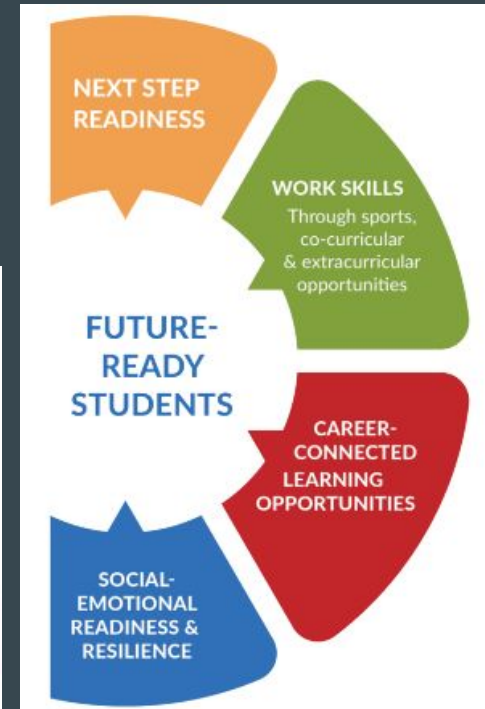 NEXT STEP
READINESS
WORK SKILLS
Through sports,
co-curricular
& extracurricular
opportunities
FUTURE-
READY
STUDENTS
CAREER-
CONNECTED
LEARNING
OPPORTUNITIES
SOCIAL-
EMOTIONAL
READINESS &
RESILIENCE